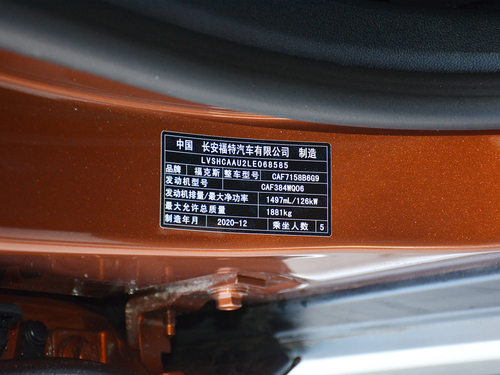 中国 长安福特汽车有限公司 制造
LVSHCAAU2LE068585
品牌 福克斯 整车型号 CAF7158B6G9
发动机型号 CAF384WQ06
发动机排量/最大净功率 1497mL/126kW
最大允许总质量 1881kg
制造年月 2020-12 乘坐人数 5